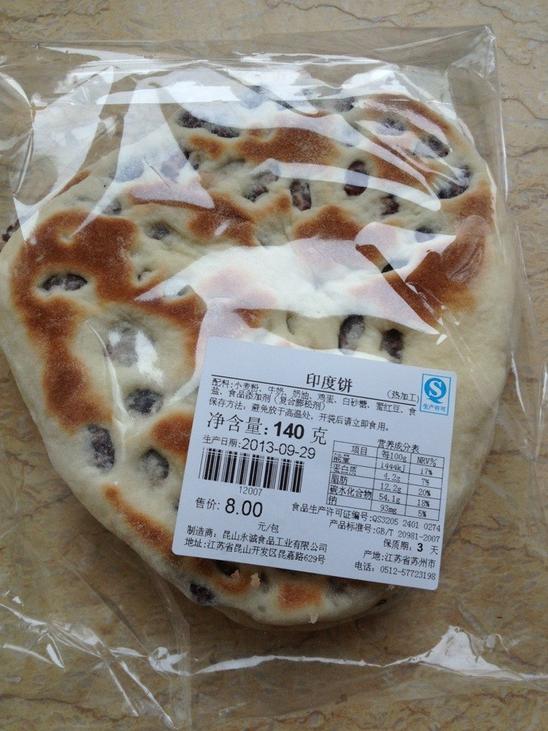 印度饼
(热加工)
配料:小麦粉、牛奶、奶油、鸡蛋、白砂糖、蜜红豆、食
盐、食品添加剂(复合膨松剂)
保存方法: 避免放于高温处, 开袋后请立即食用。
S
生产许可
净含量: 140 克
生产日期: 2013-09-29
12007
营养成分表
项目 每100g NRV%
能量 1444kJ 17%
蛋白质 4.2g 7%
脂肪 12.2g 20%
碳水化合物 54.1g 18%
钠 93mg 5%
售价: 8.00
元/包
食品生产许可证编号:QS3205 2401 0274
产品标准号:GB/T 20981-2007
保质期: 3 天
制造商: 昆山永诚食品工业有限公司
产地:江苏省苏州市
地址:江苏省昆山开发区昆嘉路629号
电话: 0512-57723198